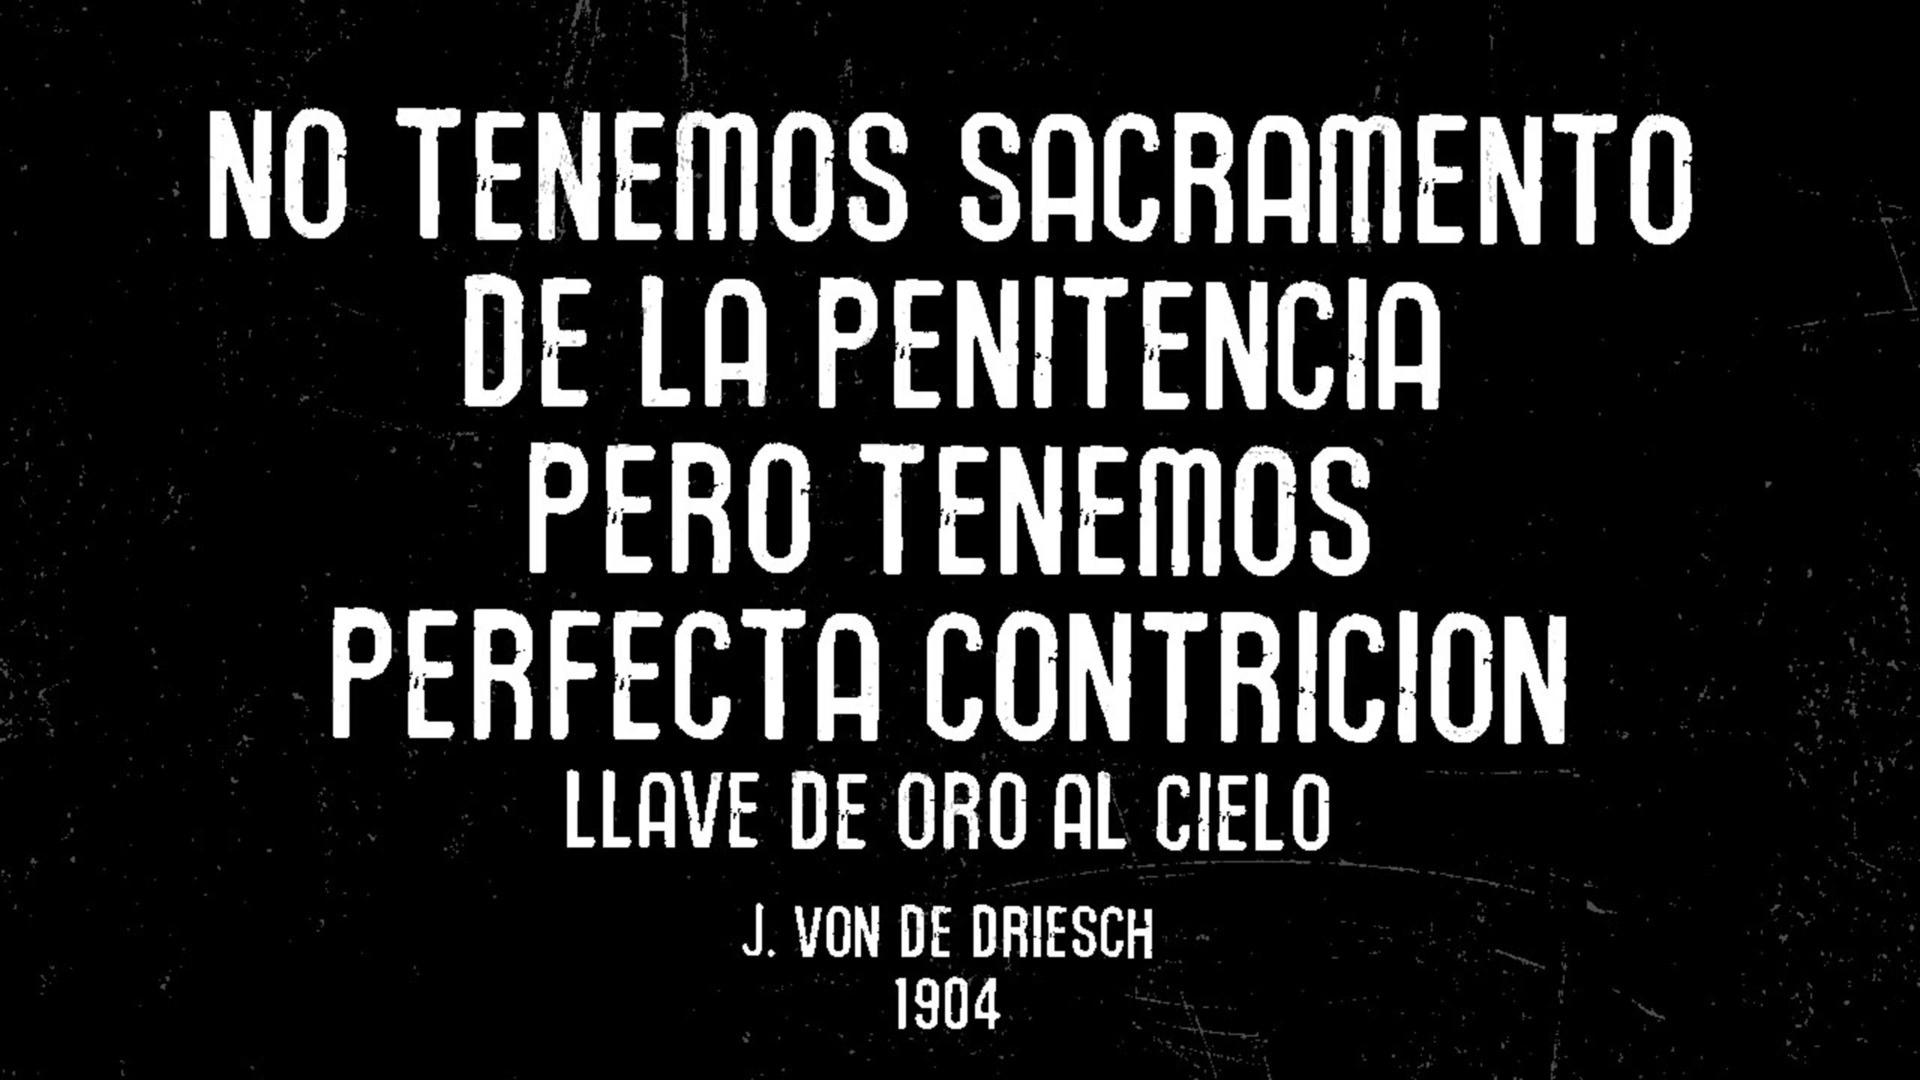 NO TENEMOS SACRAMENTO
DE LA PENITENCIA
PERO TENEMOS
PERFECTA CONTRICION
LLAVE DE ORO AL CIELO
J. VON DE DRIESCH
1904